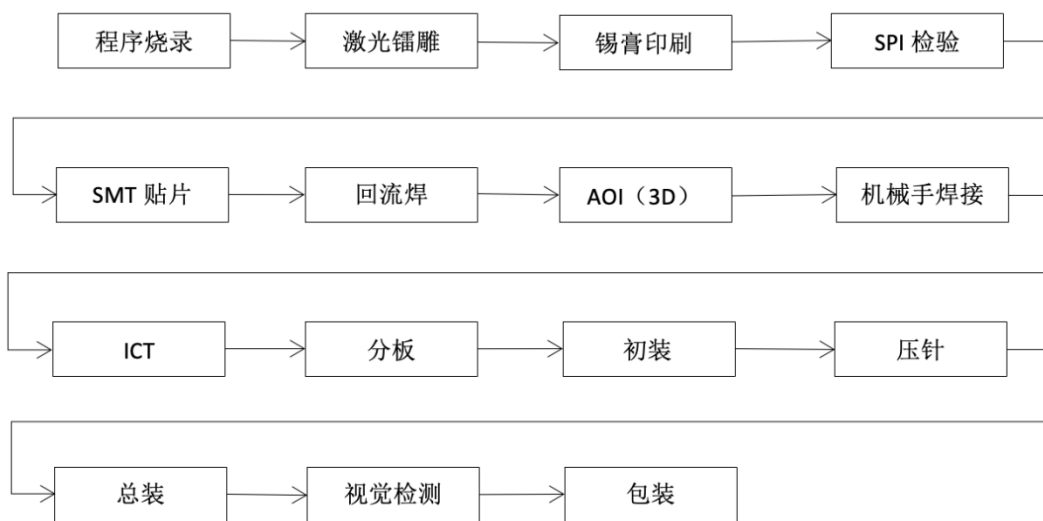 程序烧录
激光镭雕
锡膏印刷
SPI 检验
SMT 贴片
回流焊
AOI（3D）
机械手焊接
ICT
分板
初装
压针
总装
视觉检测
包装